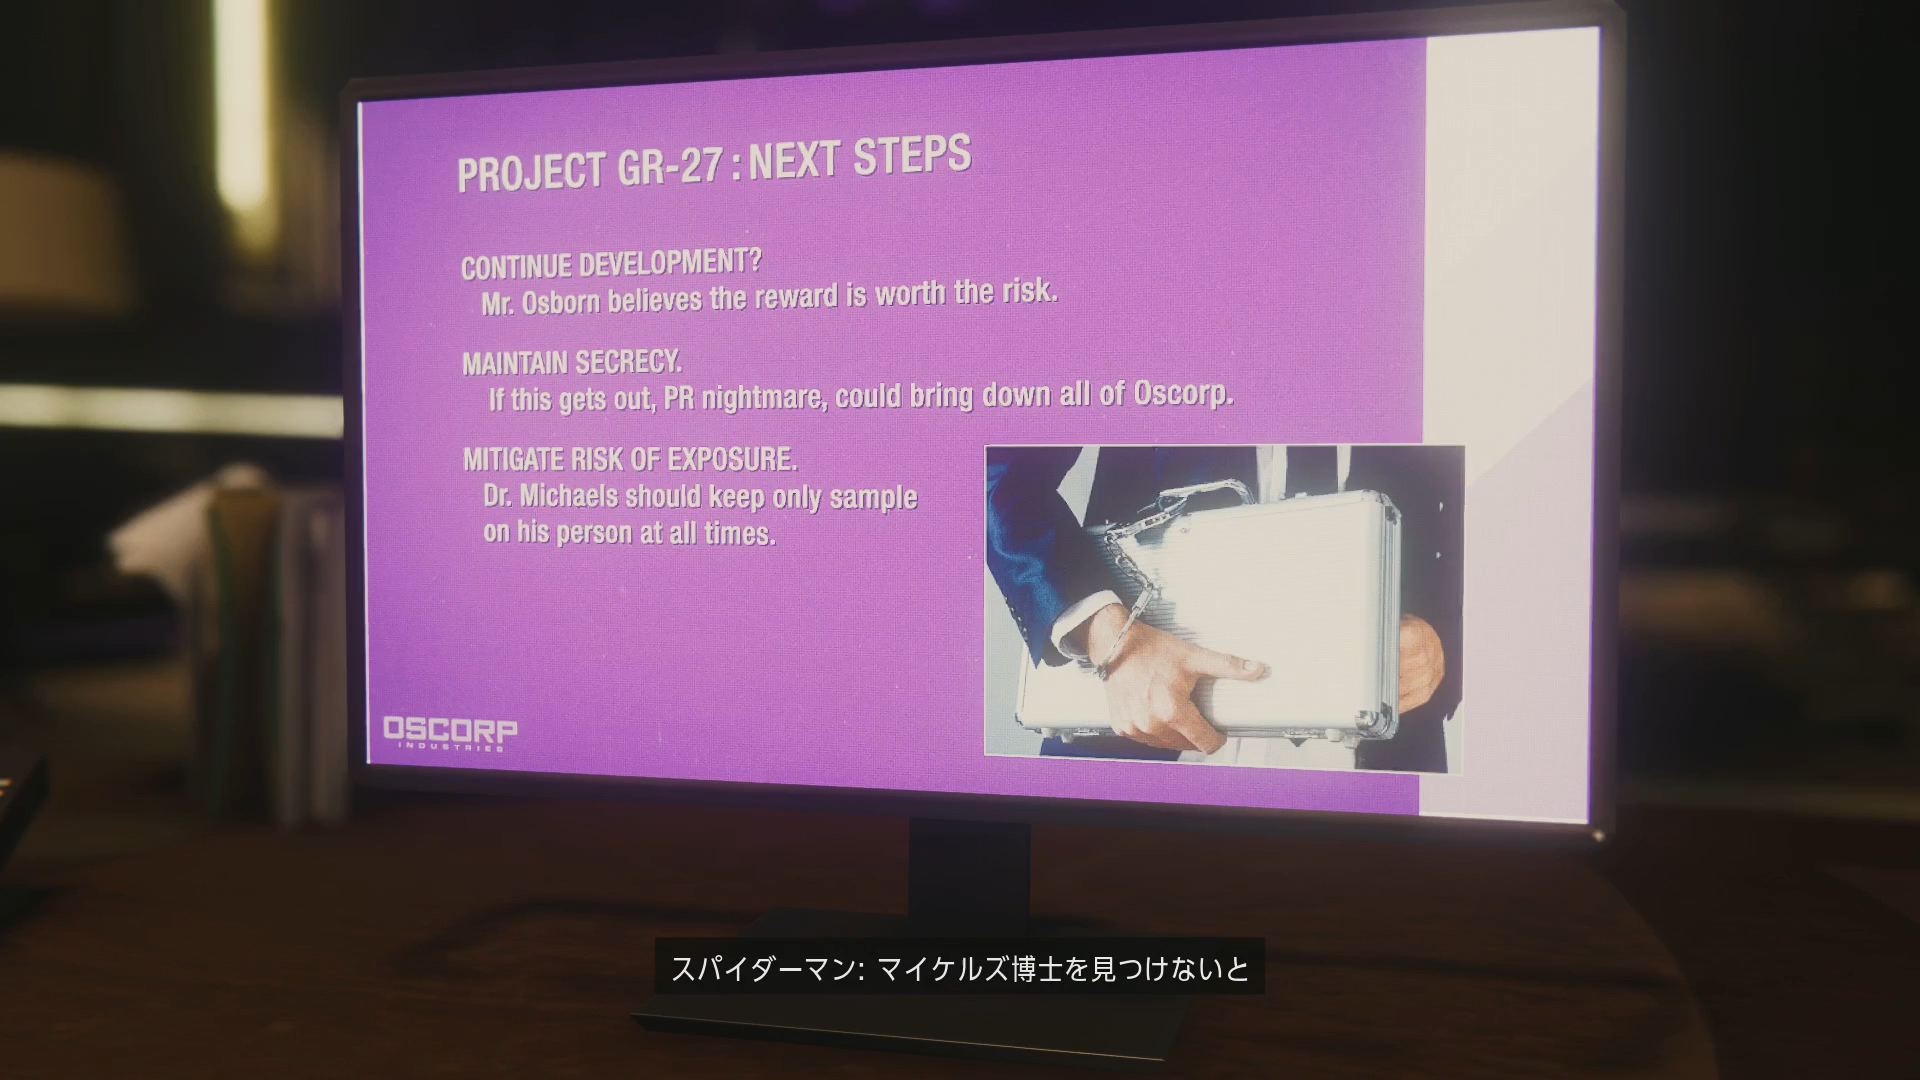 PROJECT GR-27 : NEXT STEPS
CONTINUE DEVELOPMENT?
Mr. Osborn believes the reward is worth the risk.
MAINTAIN SECRECY.
If this gets out, PR nightmare, could bring down all of Oscorp.
MITIGATE RISK OF EXPOSURE.
Dr. Michaels should keep only sample
on his person at all times.
OSCORP
INDUSTRIES
スパイダーマン: マイケルズ博士を見つけないと